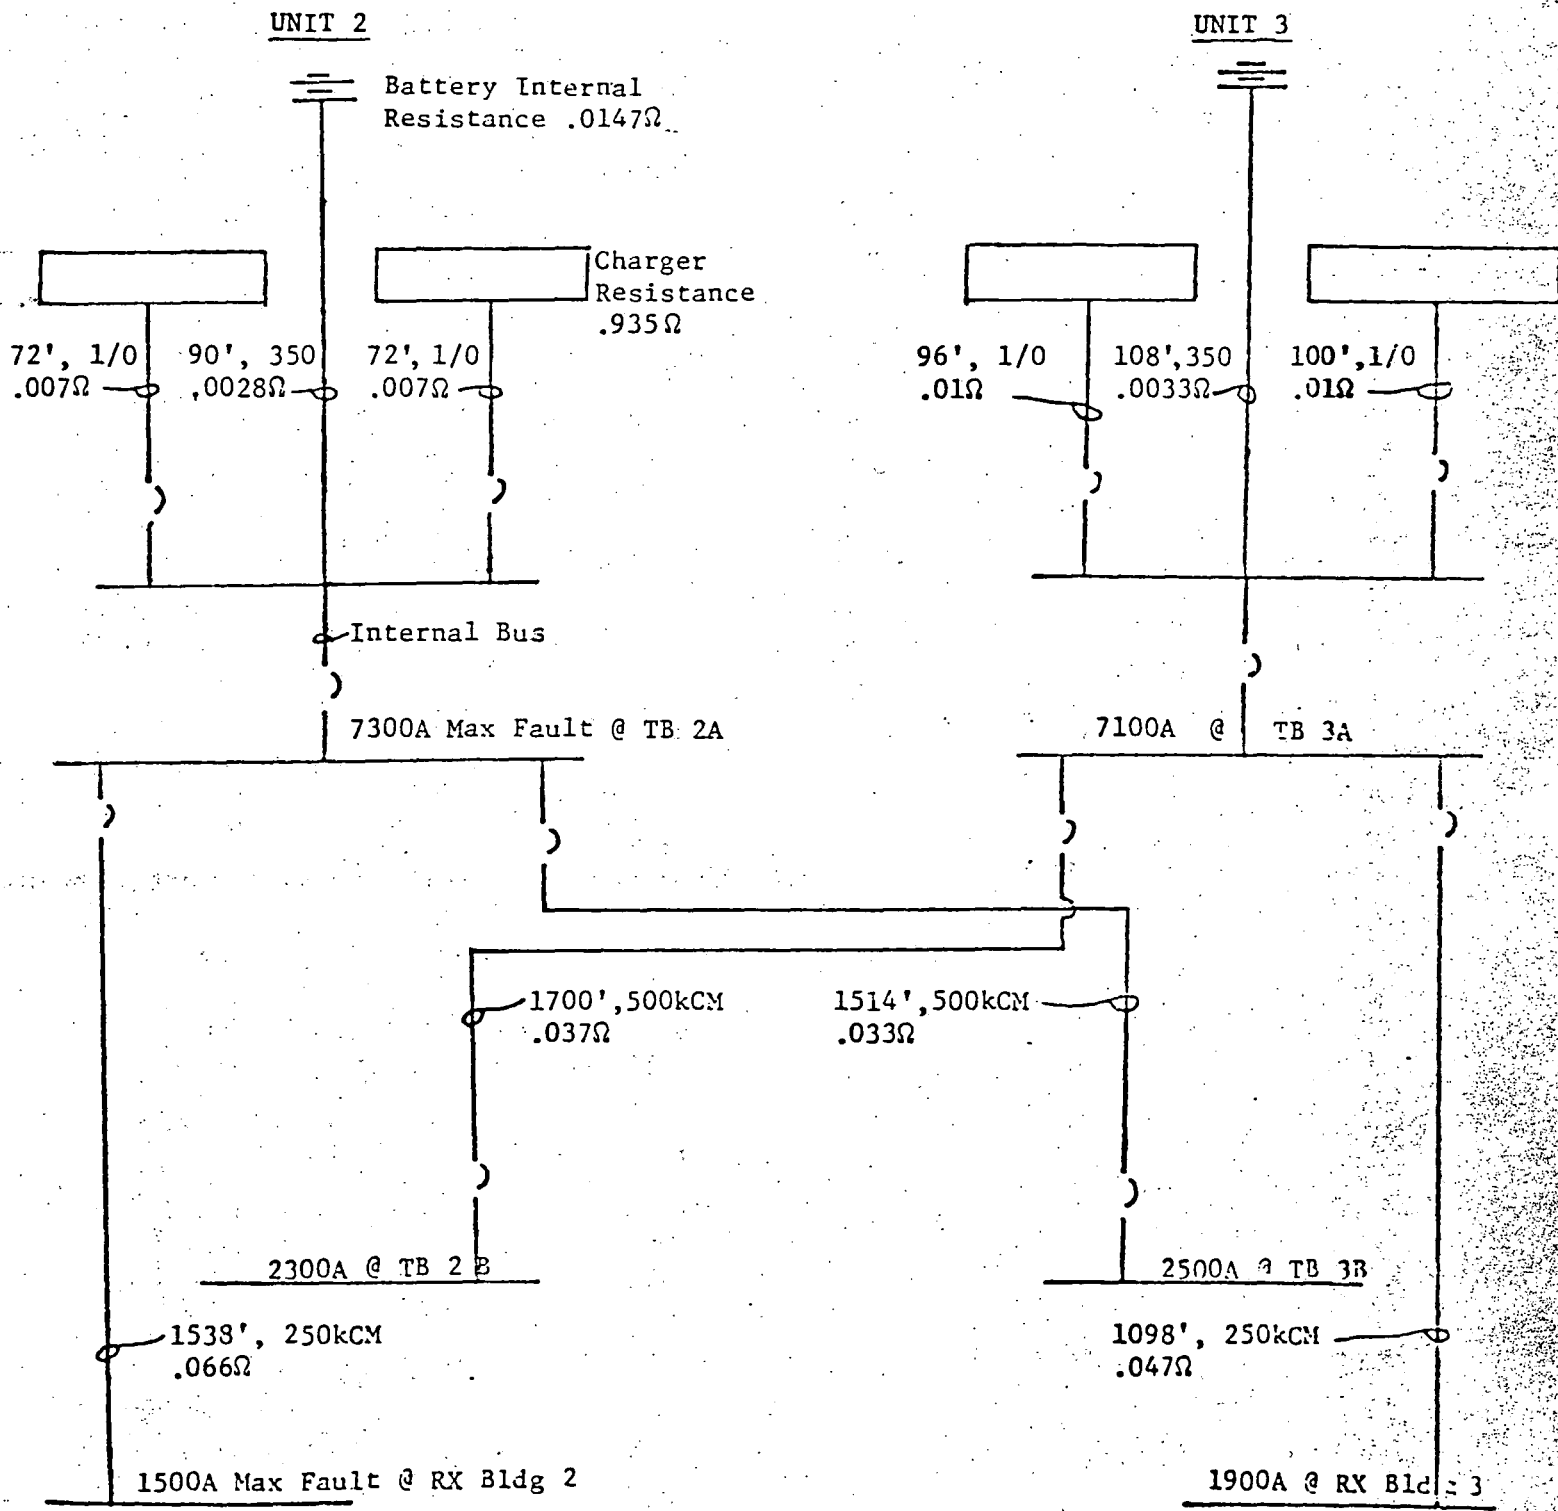 UNIT 2
UNIT 3
Battery Internal
Resistance .0147Ω
Charger
Resistance
.935Ω
72', 1/0
.007Ω
90', 350
.0028Ω
72', 1/0
.007Ω
96', 1/0
.01Ω
108',350
.0033Ω
100',1/0
.01Ω
Internal Bus
7300A Max Fault @ TB 2A
7100A @ TB 3A
1700',500kCM
.037Ω
1514',500kCM
.033Ω
2300A @ TB 2 B
2500A @ TB 3B
1538', 250kCM
.066Ω
1098', 250kCM
.047Ω
1500A Max Fault @ RX Bldg 2
1900A @ RX Bldg 3